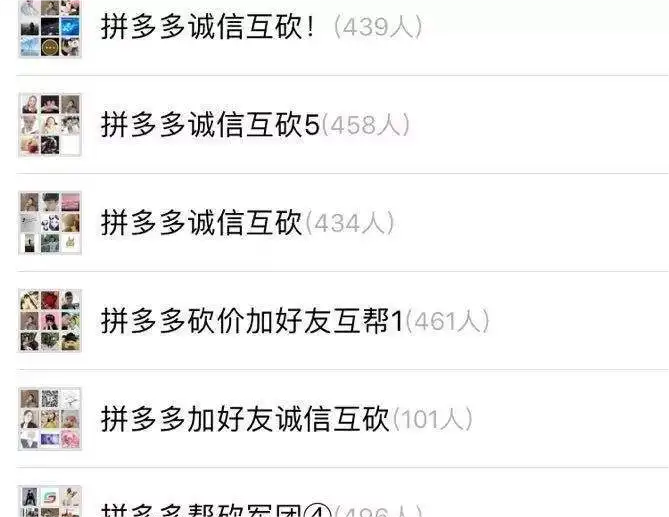 拼多多诚信互砍！(439人)
拼多多诚信互砍5(458人)
拼多多诚信互砍(434人)
拼多多砍价加好友互帮1(461人)
拼多多加好友诚信互砍(101人)
拼多多帮砍军团④(496人)